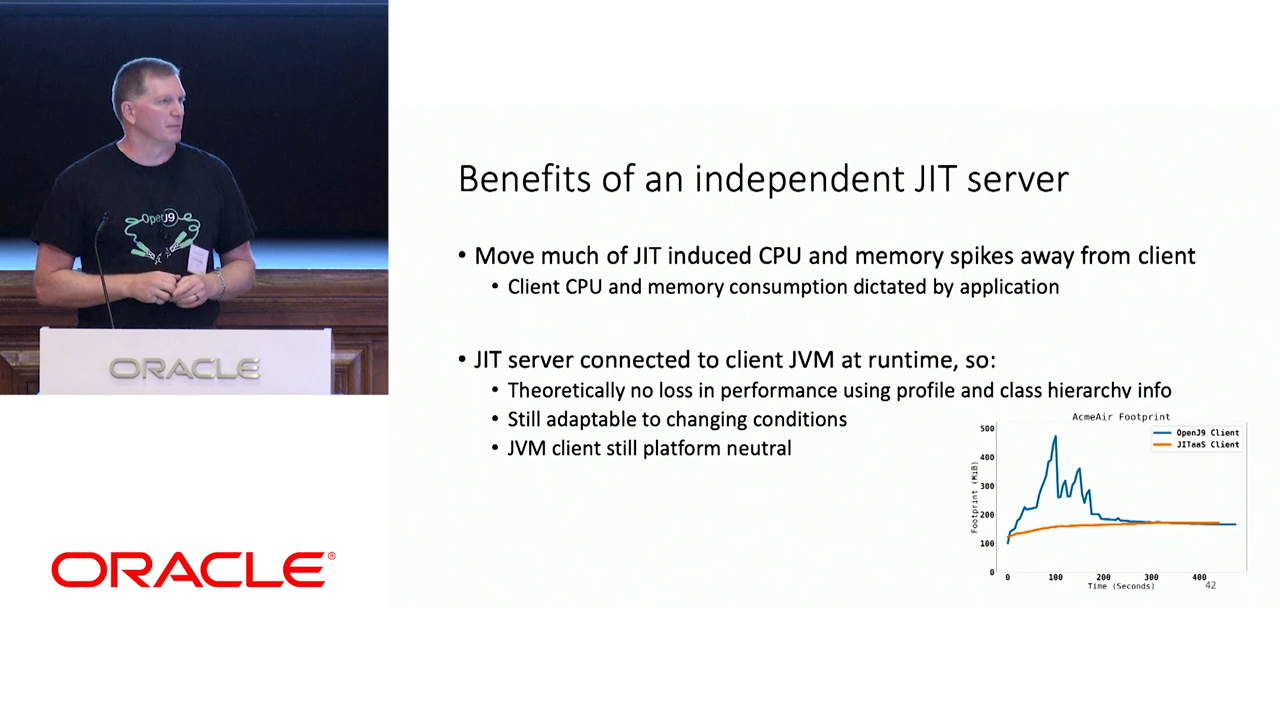 OpenJ9
ORACLE
ORACLE®
Benefits of an independent JIT server
• Move much of JIT induced CPU and memory spikes away from client
• Client CPU and memory consumption dictated by application
• JIT server connected to client JVM at runtime, so:
• Theoretically no loss in performance using profile and class hierarchy info
• Still adaptable to changing conditions
• JVM client still platform neutral
AcmeAir Footprint
OpenJ9 Client
JITaaS Client
Footprint (MiB)
500
400
300
200
100
0
0 100 200 300 400
Time (Seconds)
42